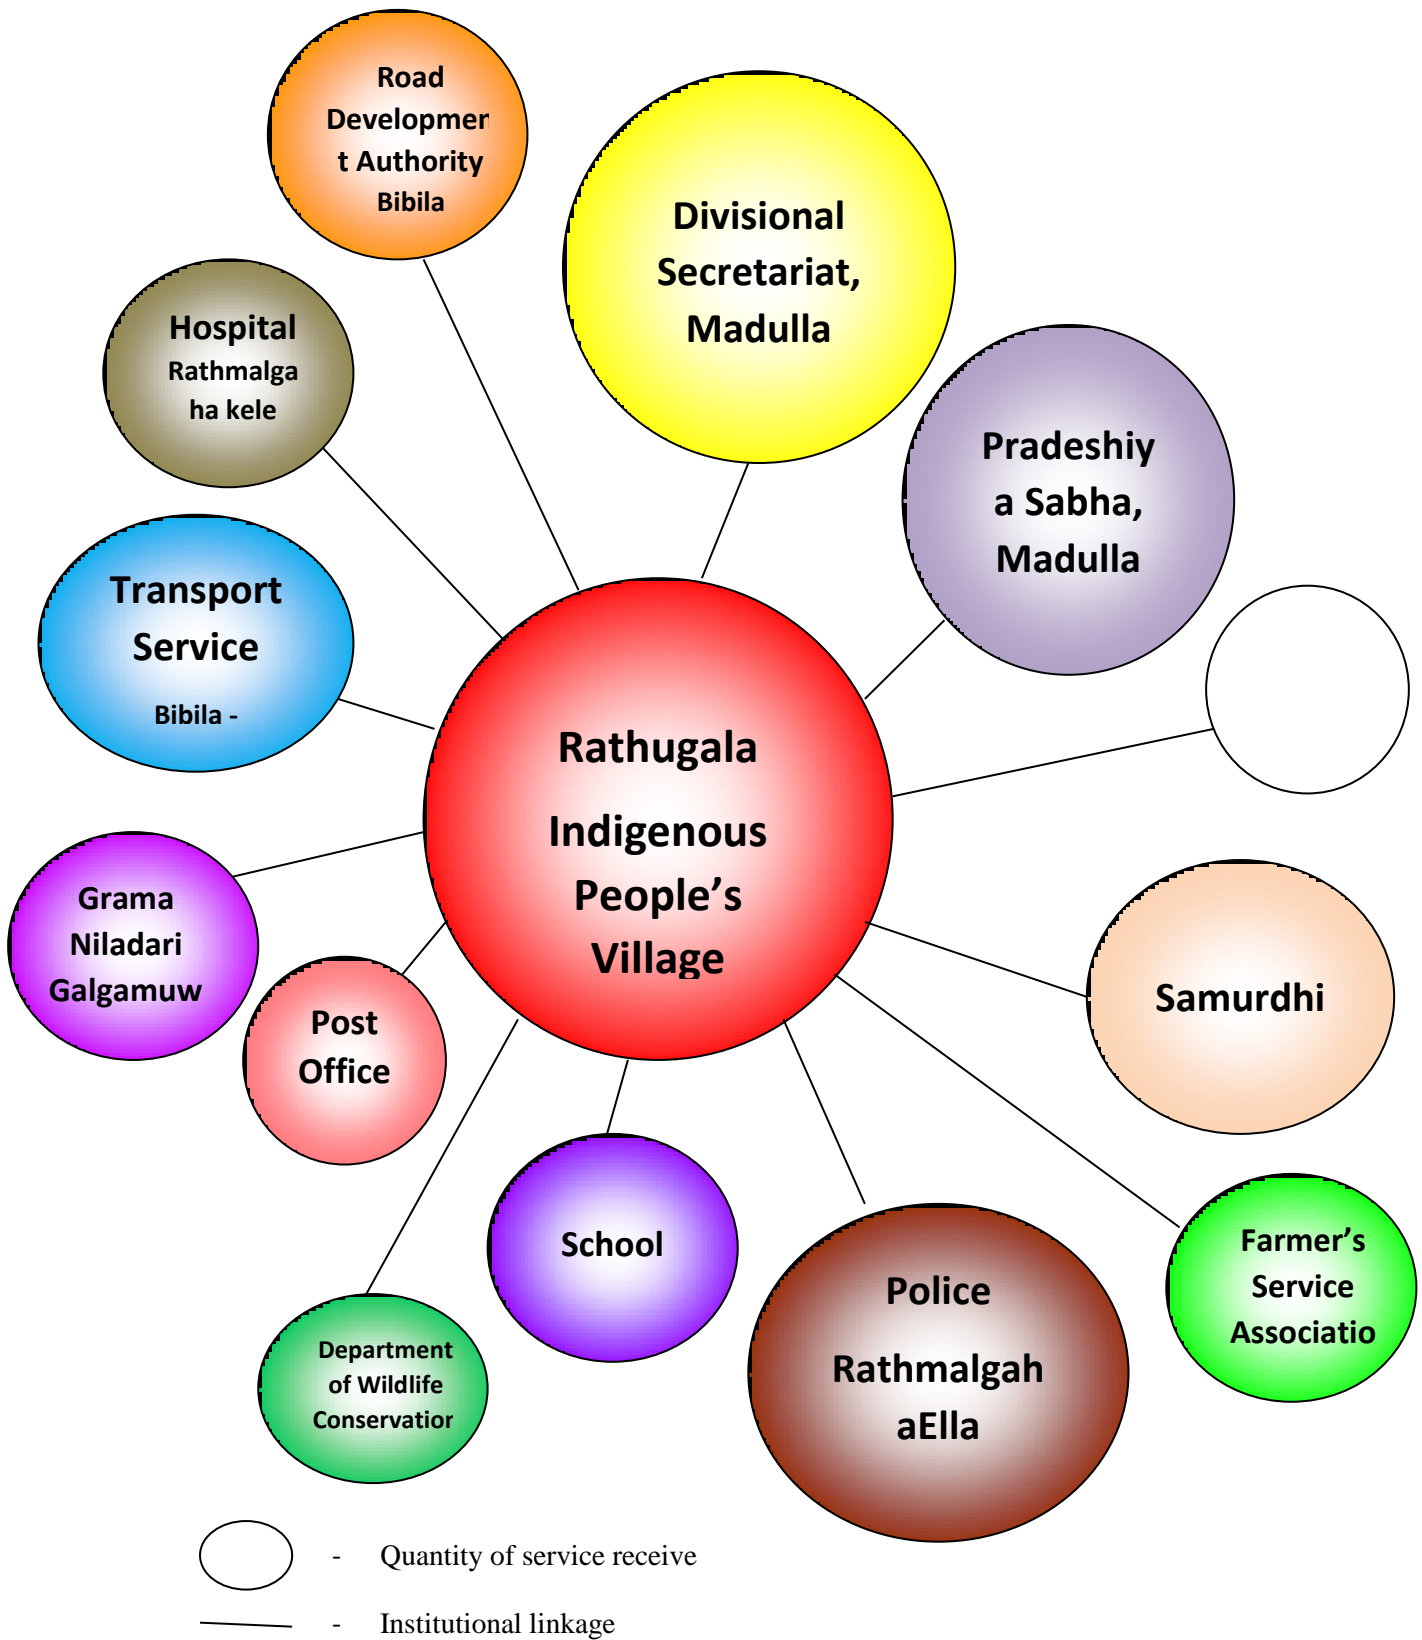 Road
Developmer
t Authority
Bibila
Divisional
Secretariat,
Madulla
Hospital
Rathmalga
ha kele
Pradeshiy
a Sabha,
Madulla
Transport
Service
Bibila -
Rathugala
Indigenous
People’s
Village
Grama
Niladari
Galgamuw
Post
Office
Samurdhi
School
Farmer’s
Service
Associatio
Police
Rathmalgah
aElla
Department
of Wildlife
Conservatior
- Quantity of service receive
- Institutional linkage